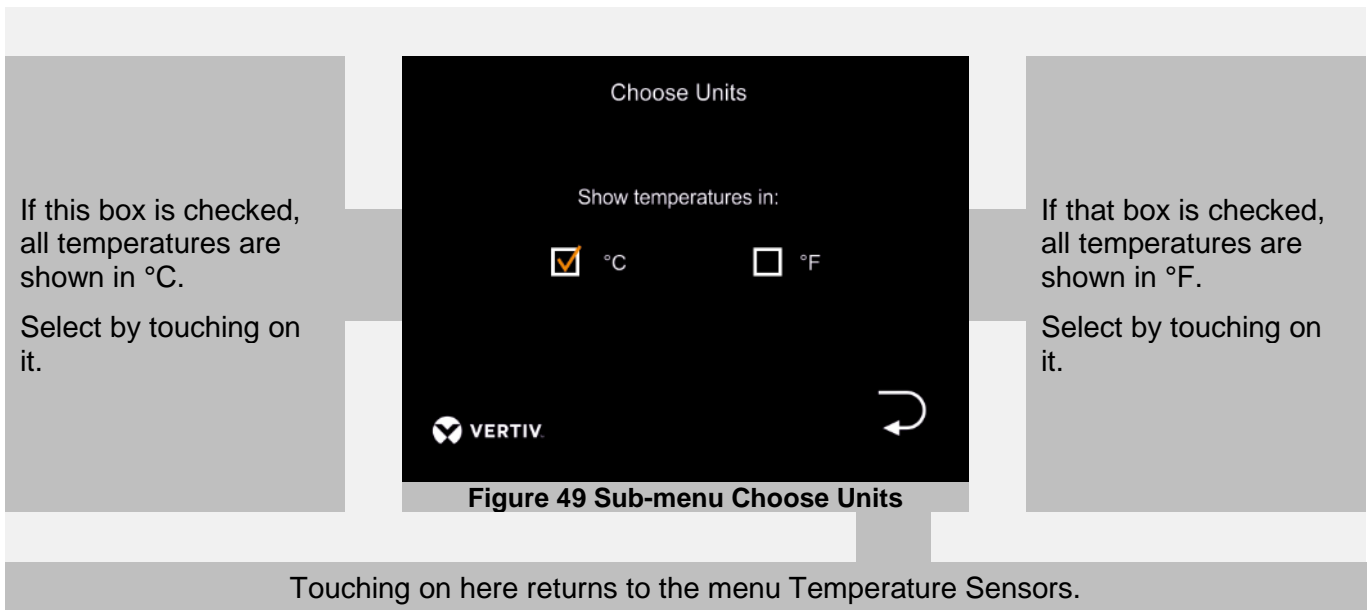 If this box is checked,
all temperatures are
shown in °C.
Select by touching on
it.
Choose Units
Show temperatures in:
°C
°F
VERTIV.
Figure 49 Sub-menu Choose Units
If that box is checked,
all temperatures are
shown in °F.
Select by touching on
it.
Touching on here returns to the menu Temperature Sensors.